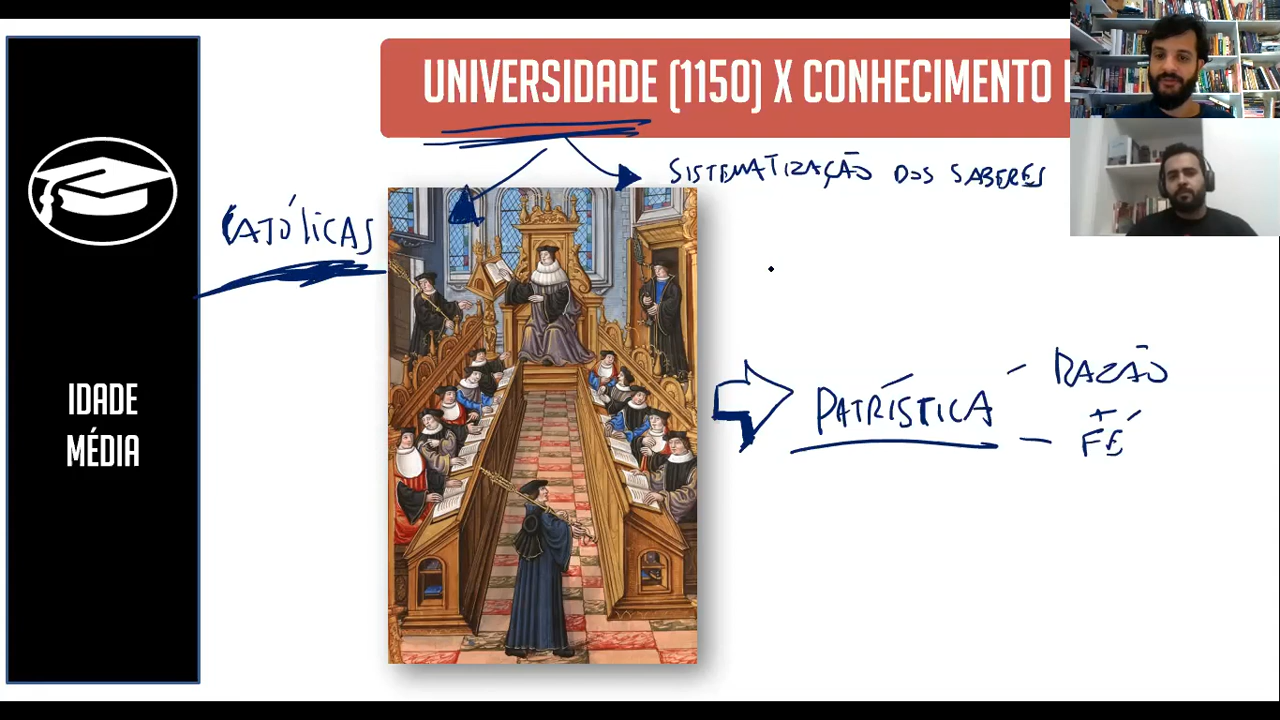 UNIVERSIDADE (1150) X CONHECIMENTO
SISTEMATIZAÇÃO DOS SABERES
CATÓLICAS
IDADE
MÉDIA
PATRÍSTICA
- RAZÃO
+
- FÉ